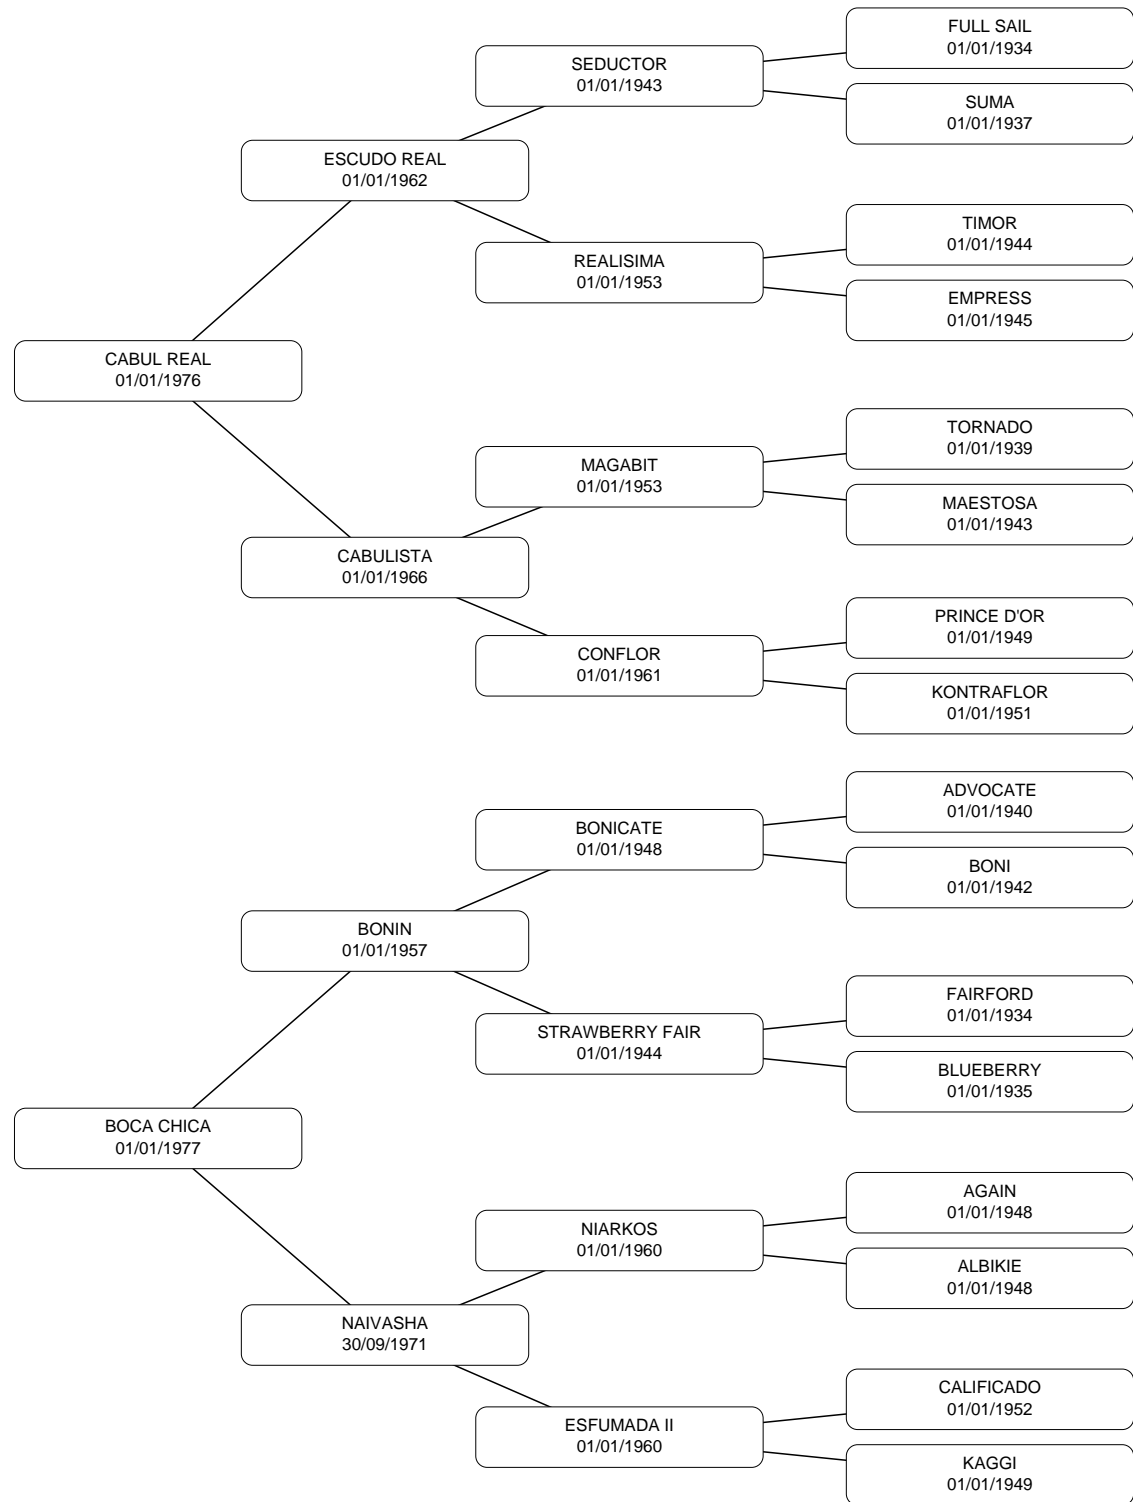 FULL SAIL
01/01/1934
SEDUCTOR
01/01/1943
SUMA
01/01/1937
ESCUDO REAL
01/01/1962
TIMOR
01/01/1944
REALISIMA
01/01/1953
EMPRESS
01/01/1945
CABUL REAL
01/01/1976
TORNADO
01/01/1939
MAGABIT
01/01/1953
MAESTOSA
01/01/1943
CABULISTA
01/01/1966
PRINCE D'OR
01/01/1949
CONFLOR
01/01/1961
KONTRAFLOR
01/01/1951
ADVOCATE
01/01/1940
BONICATE
01/01/1948
BONI
01/01/1942
BONIN
01/01/1957
FAIRFORD
01/01/1934
STRAWBERRY FAIR
01/01/1944
BLUEBERRY
01/01/1935
BOCA CHICA
01/01/1977
AGAIN
01/01/1948
NIARKOS
01/01/1960
ALBIKIE
01/01/1948
NAIVASHA
30/09/1971
CALIFICADO
01/01/1952
ESFUMADA II
01/01/1960
KAGGI
01/01/1949